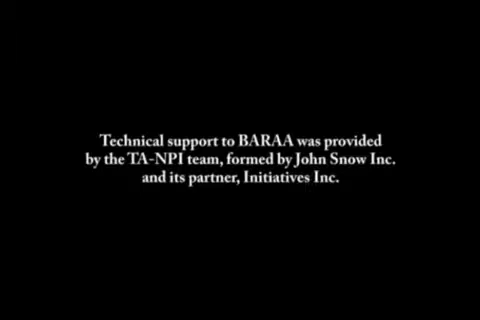 Technical support to BARAA was provided
by the TA-NPI team, formed by John Snow Inc.
and its partner, Initiatives Inc.